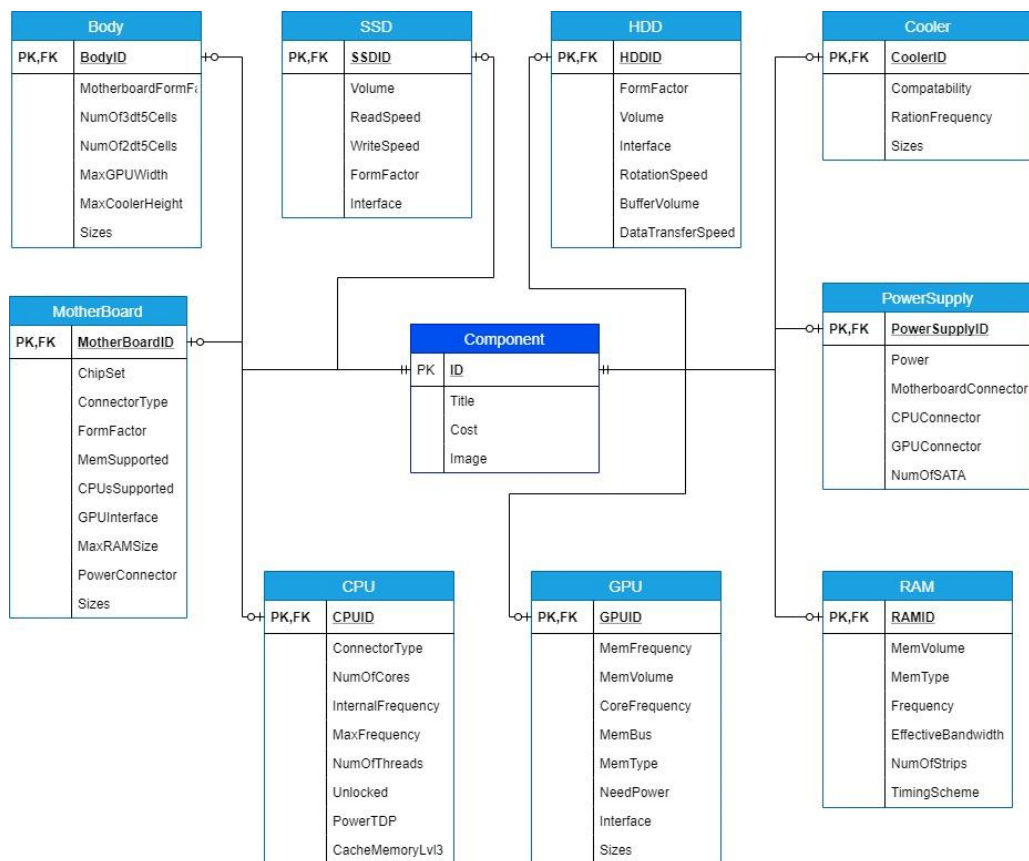 Body
PK,FK BodyID
MotherboardFormFa
NumOf3dt5Cells
NumOf2dt5Cells
MaxGPUWidth
MaxCoolerHeight
Sizes
SSD
PK,FK SSDID
Volume
ReadSpeed
WriteSpeed
FormFactor
Interface
HDD
PK,FK HDDID
FormFactor
Volume
Interface
RotationSpeed
BufferVolume
DataTransferSpeed
Cooler
PK,FK CoolerID
Compatability
RationFrequency
Sizes
MotherBoard
PK,FK MotherBoardID
ChipSet
ConnectorType
FormFactor
MemSupported
CPUsSupported
GPUInterface
MaxRAMSize
PowerConnector
Sizes
Component
PK ID
Title
Cost
Image
PowerSupply
PK,FK PowerSupplyID
Power
MotherboardConnector
CPUConnector
GPUConnector
NumOfSATA
CPU
PK,FK CPUID
ConnectorType
NumOfCores
InternalFrequency
MaxFrequency
NumOfThreads
Unlocked
PowerTDP
CacheMemoryLvl3
GPU
PK,FK GPUID
MemFrequency
MemVolume
CoreFrequency
MemBus
MemType
NeedPower
Interface
Sizes
RAM
PK,FK RAMID
MemVolume
MemType
Frequency
EffectiveBandwidth
NumOfStrips
TimingScheme